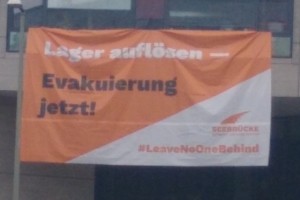 Lager auflösen —
Evakuierung
jetzt!
SEEBRÜCKE
#LeaveNoOneBehind